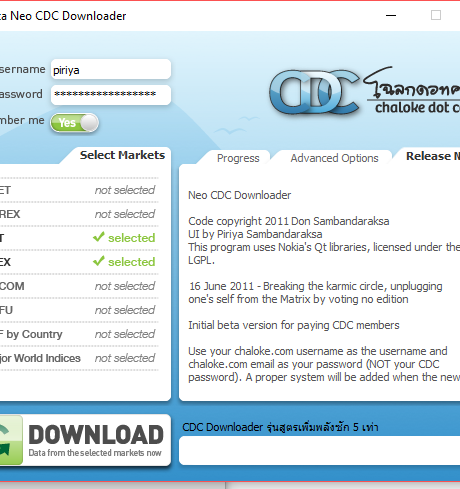 ta Neo CDC Downloader
sername piriya
assword *****************
mber me Yes
CDC โฉลกดอทค
chaloke dot c
Select Markets
Progress Advanced Options Release N
ET not selected
REX not selected
T selected
EX selected
COM not selected
FU not selected
F by Country not selected
jor World Indices not selected
Neo CDC Downloader
Code copyright 2011 Don Sambandaraksa
UI by Piriya Sambandaraksa
This program uses Nokia's Qt libraries, licensed under the
LGPL.
16 June 2011 - Breaking the karmic circle, unplugging
one's self from the Matrix by voting no edition
Initial beta version for paying CDC members
Use your chaloke.com username as the username and
chaloke.com email as your password (NOT your CDC
password). A proper system will be added when the new
DOWNLOAD
Data from the selected markets now
CDC Downloader รุ่นสูตรเพิ่มพลังซัก 5 เท่า